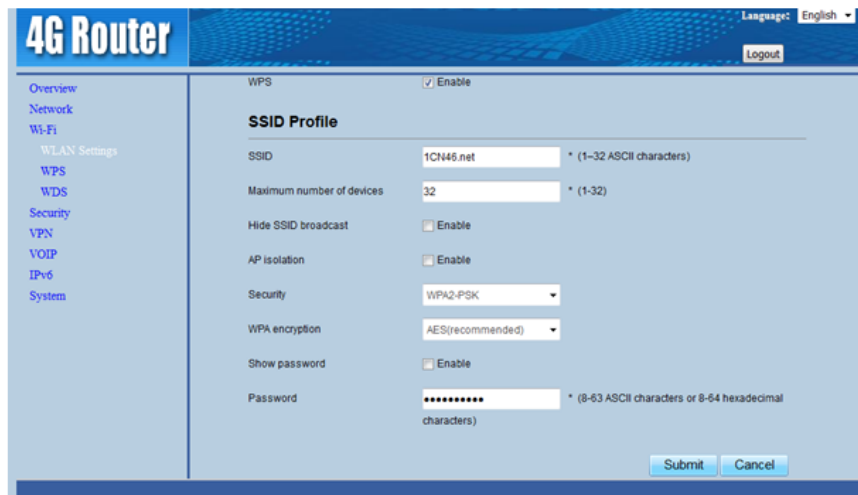 4G Router
Language: English
Logout
Overview
Network
Wi-Fi
WLAN Settings
WPS
WDS
Security
VPN
VOIP
IPv6
System
WPS Enable
SSID Profile
SSID 1CN46.net * (1–32 ASCII characters)
Maximum number of devices 32 * (1-32)
Hide SSID broadcast Enable
AP isolation Enable
Security WPA2-PSK
WPA encryption AES(recommended)
Show password Enable
Password ●●●●●●●●●● * (8-63 ASCII characters or 8-64 hexadecimal
characters)
Submit Cancel